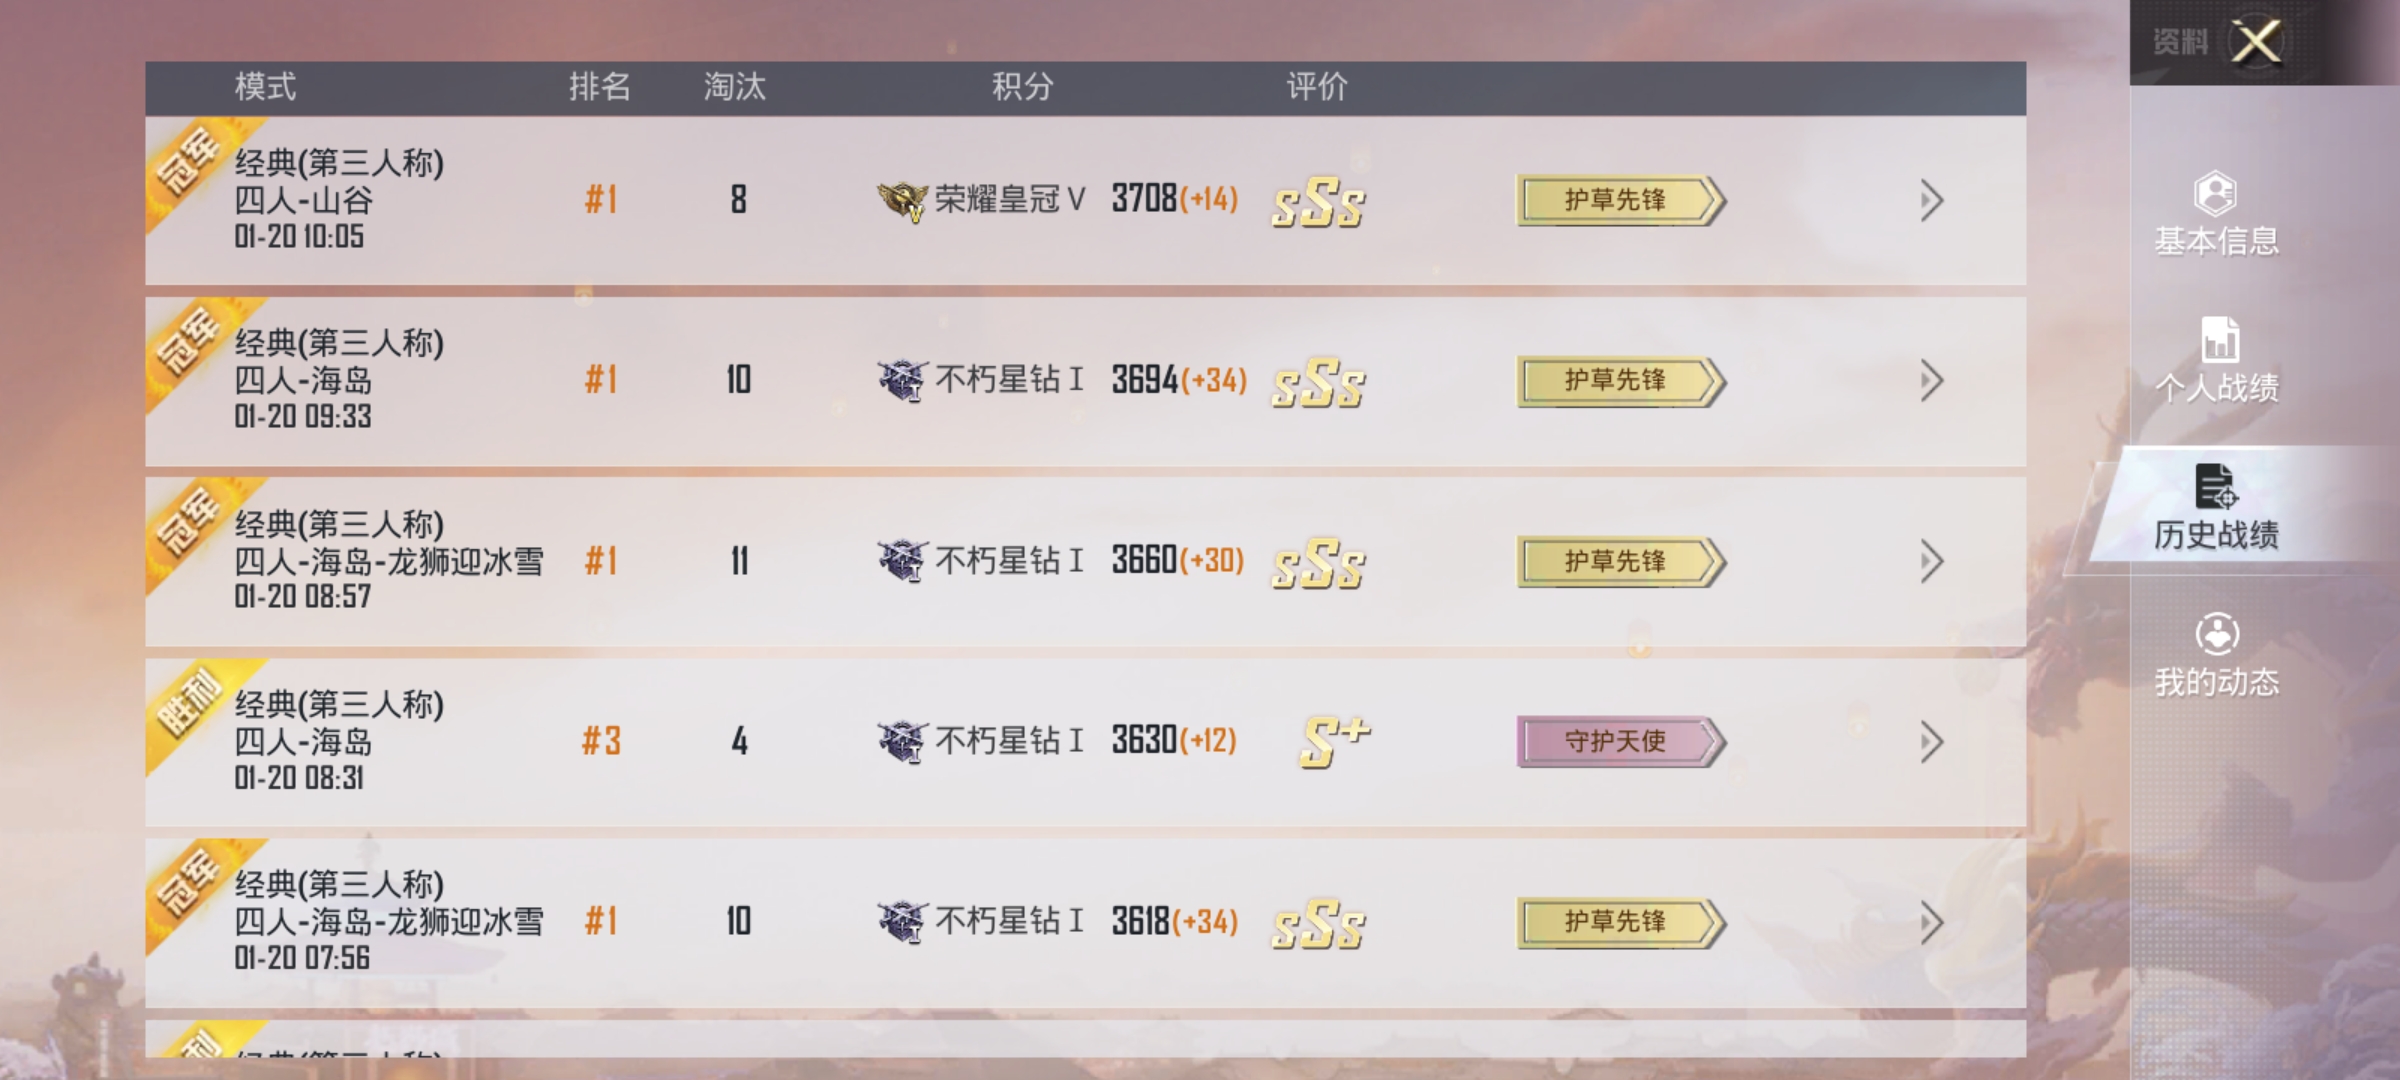 资料
模式 排名 淘汰 积分 评价
冠军
经典(第三人称)
四人-山谷
01-20 10:05
#1 8 荣耀皇冠 V 3708(+14) sSs 护草先锋
冠军
经典(第三人称)
四人-海岛
01-20 09:33
#1 10 不朽星钻 I 3694(+34) sSs 护草先锋
冠军
经典(第三人称)
四人-海岛-龙狮迎冰雪
01-20 08:57
#1 11 不朽星钻 I 3660(+30) sSs 护草先锋
胜利
经典(第三人称)
四人-海岛
01-20 08:31
#3 4 不朽星钻 I 3630(+12) S+ 守护天使
冠军
经典(第三人称)
四人-海岛-龙狮迎冰雪
01-20 07:56
#1 10 不朽星钻 I 3618(+34) sSs 护草先锋
基本信息
个人战绩
历史战绩
我的动态